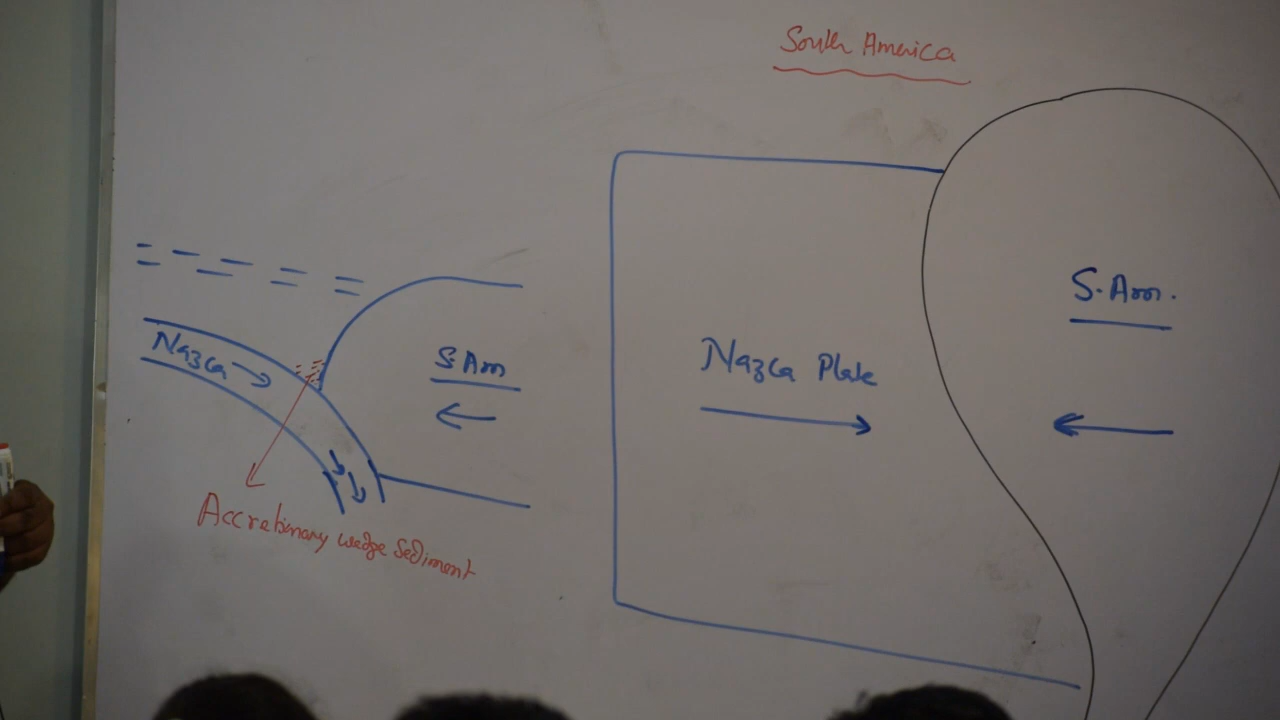 South America
S. Am.
Nazca Plate
Nazca
S. Am
Accretionary wedge Sediment